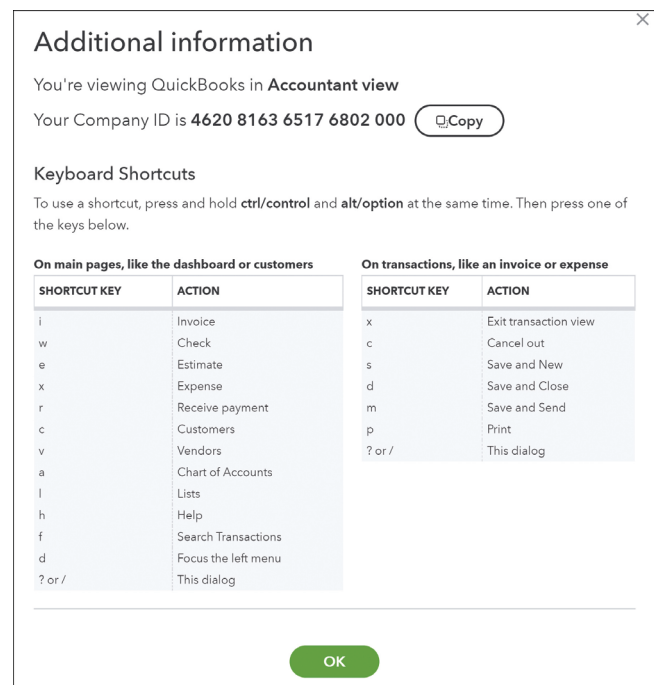 Additional information
You're viewing QuickBooks in Accountant view
Your Company ID is 4620 8163 6517 6802 000 Copy
Keyboard Shortcuts
To use a shortcut, press and hold ctrl/control and alt/option at the same time. Then press one of
the keys below.
On main pages, like the dashboard or customers
SHORTCUT KEY ACTION
i Invoice
w Check
e Estimate
x Expense
r Receive payment
c Customers
v Vendors
a Chart of Accounts
l Lists
h Help
f Search Transactions
d Focus the left menu
? or / This dialog
On transactions, like an invoice or expense
SHORTCUT KEY ACTION
x Exit transaction view
c Cancel out
s Save and New
d Save and Close
m Save and Send
p Print
? or / This dialog
OK